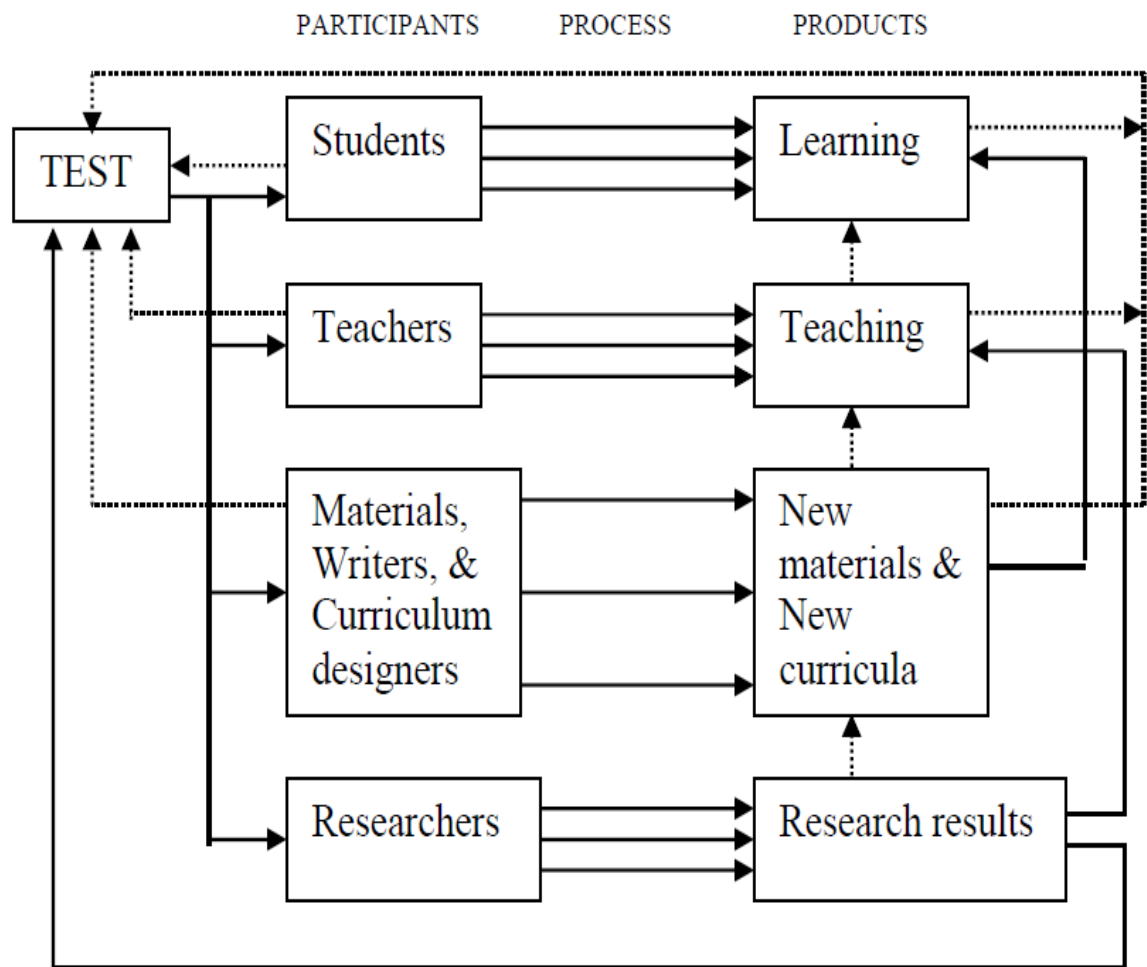 PARTICIPANTS PROCESS PRODUCTS
TEST
Students
Learning
Teachers
Teaching
Materials,
Writers, &
Curriculum
designers
New
materials &
New
curricula
Researchers
Research results